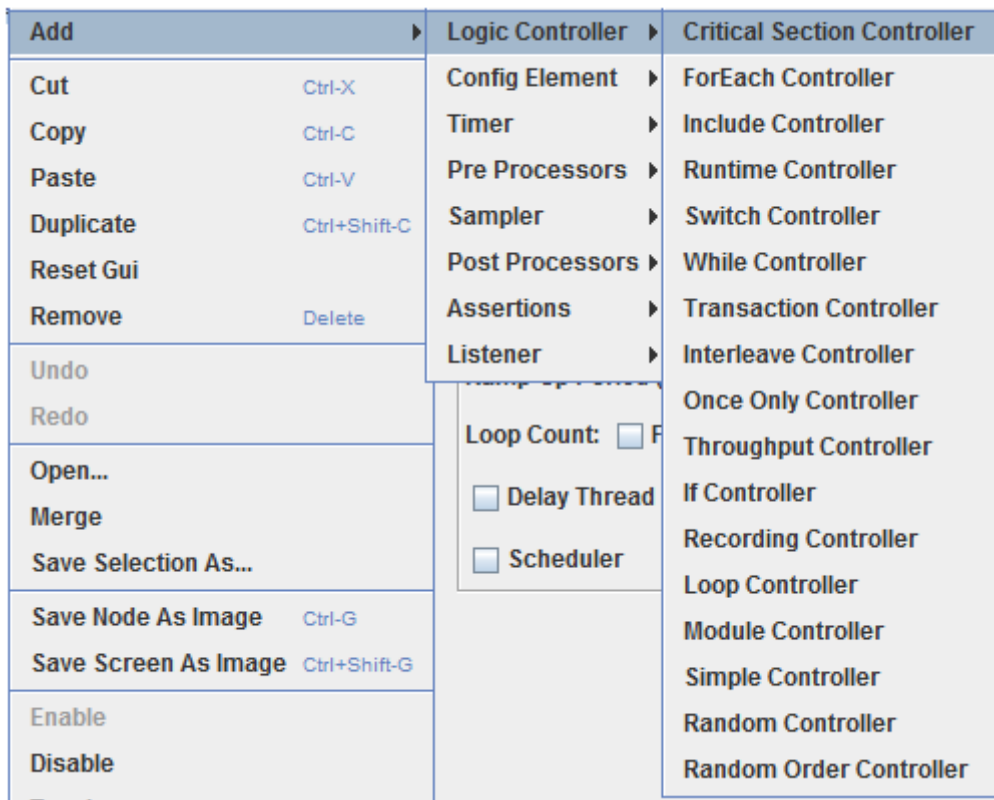 Add
Cut Ctrl-X
Copy Ctrl-C
Paste Ctrl-V
Duplicate Ctrl+Shift-C
Reset Gui
Remove Delete
Undo
Redo
Open...
Merge
Save Selection As...
Save Node As Image Ctrl-G
Save Screen As Image Ctrl+Shift-G
Enable
Disable
Logic Controller
Config Element
Timer
Pre Processors
Sampler
Post Processors
Assertions
Listener
Loop Count: F
Delay Thread
Scheduler
Critical Section Controller
ForEach Controller
Include Controller
Runtime Controller
Switch Controller
While Controller
Transaction Controller
Interleave Controller
Once Only Controller
Throughput Controller
If Controller
Recording Controller
Loop Controller
Module Controller
Simple Controller
Random Controller
Random Order Controller